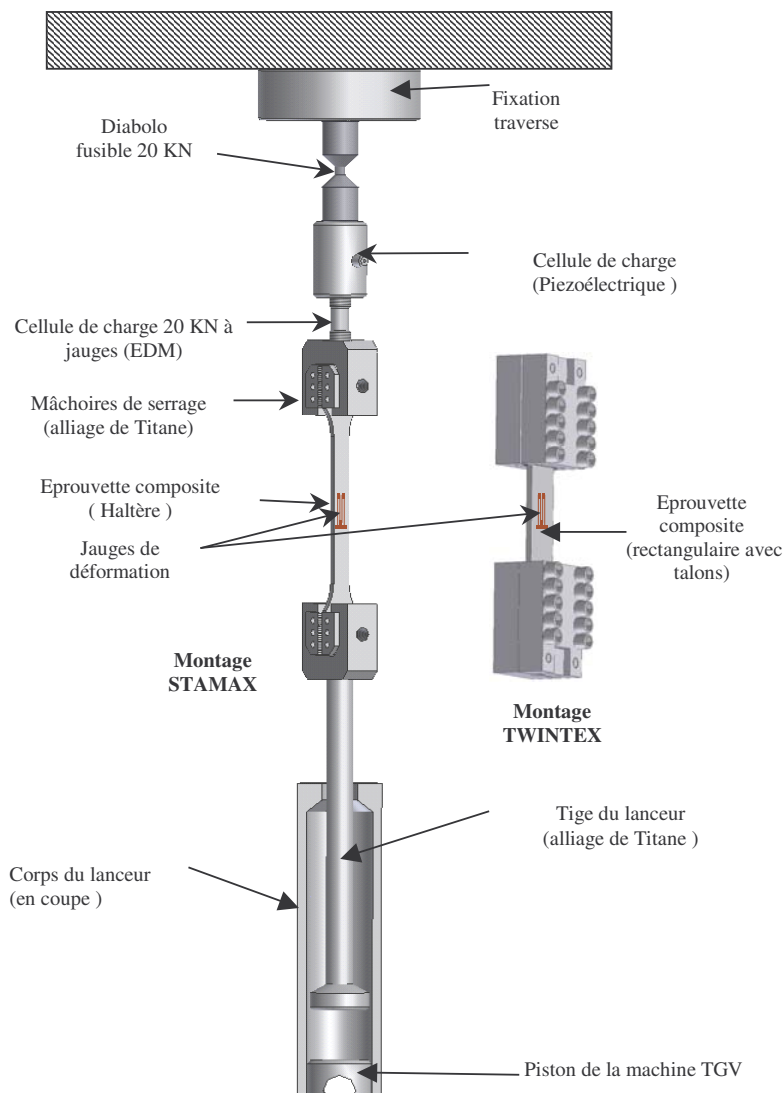 Fixation
traverse
Diabolo
fusible 20 KN
Cellule de charge
(Piezoélectrique )
Cellule de charge 20 KN à
jauges (EDM)
Mâchoires de serrage
(alliage de Titane)
Eprouvette composite
( Haltère )
Jauges de
déformation
Eprouvette
composite
(rectangulaire avec
talons)
Montage
STAMAX
Montage
TWINTEX
Tige du lanceur
(alliage de Titane )
Corps du lanceur
(en coupe )
Piston de la machine TGV